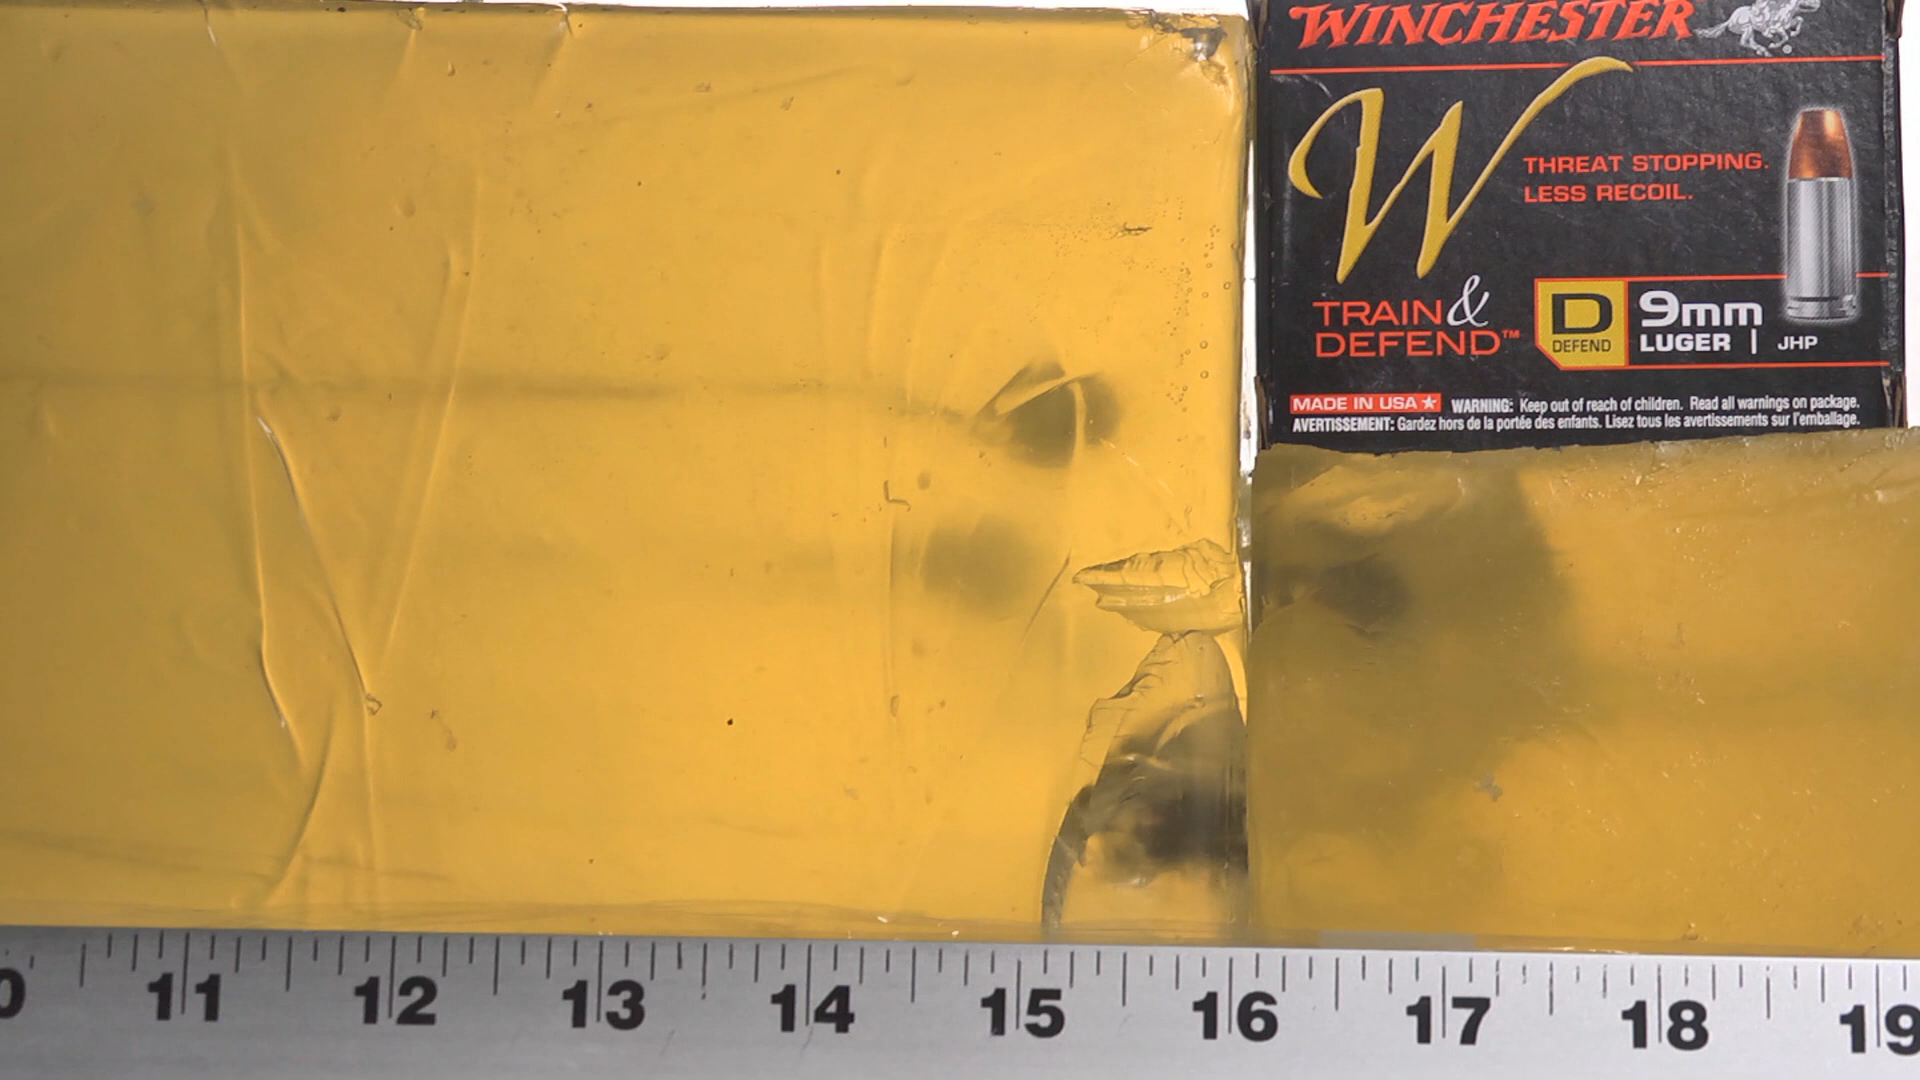 WINCHESTER
®
W
THREAT STOPPING.
LESS RECOIL.
TRAIN &
DEFEND™
D
DEFEND
9mm
LUGER | JHP
MADE IN USA ★ WARNING: Keep out of reach of children. Read all warnings on package.
AVERTISSEMENT: Gardez hors de la portée des enfants. Lisez tous les avertissements sur l'emballage.
0 11 12 13 14 15 16 17 18 19